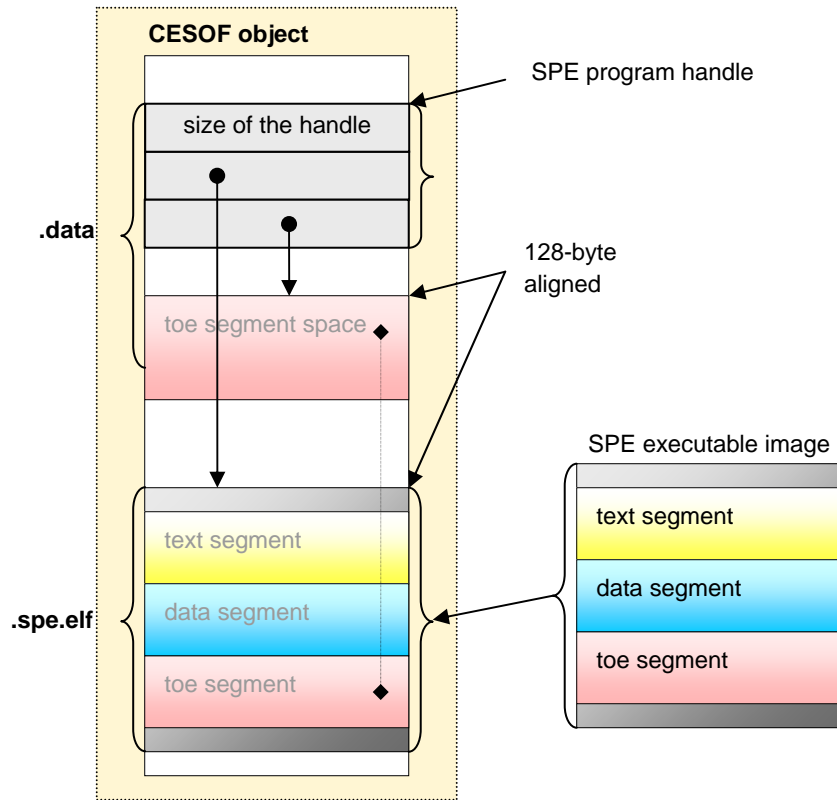 CESOF object
SPE program handle
size of the handle
.data
128-byte
aligned
toe segment space
SPE executable image
text segment
text segment
data segment
data segment
.spe.elf
toe segment
toe segment